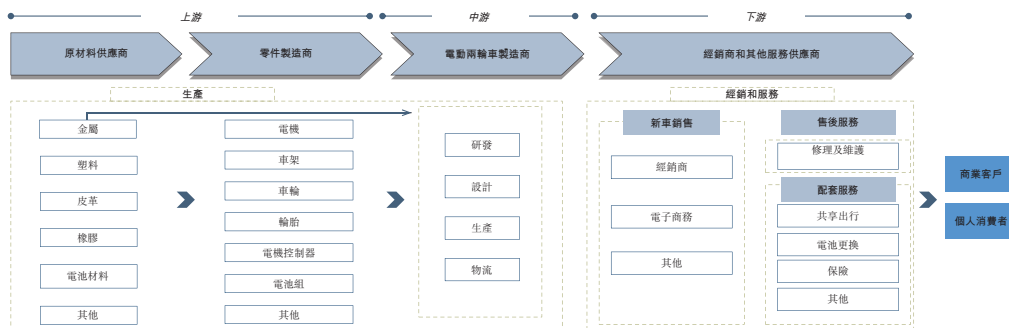 上游
中游
下游
原材料供應商
零件製造商
電動兩輪車製造商
經銷商和其他服務供應商
生產
金屬
塑料
皮革
橡膠
電池材料
其他
電機
車架
車輪
輪胎
電機控制器
電池組
其他
研發
設計
生產
物流
經銷和服務
新車銷售
經銷商
電子商務
其他
售後服務
修理及維護
配套服務
共享出行
電池更換
保險
其他
商業客戶
個人消費者